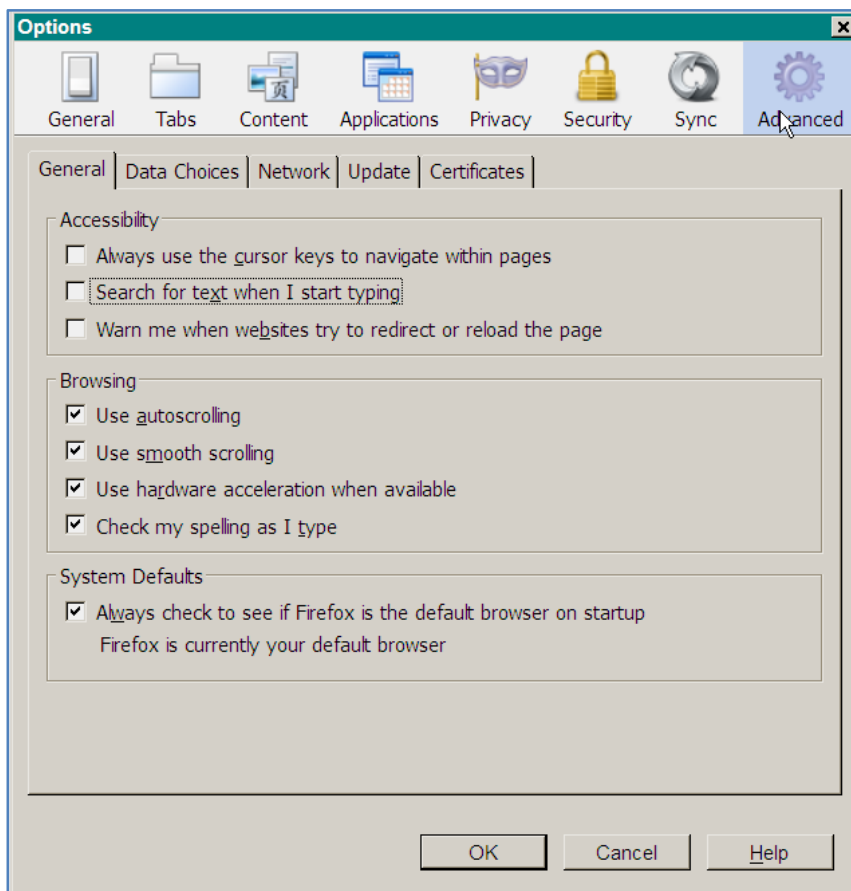 Options
General Tabs Content Applications Privacy Security Sync Advanced
General Data Choices Network Update Certificates
Accessibility
Always use the cursor keys to navigate within pages
Search for text when I start typing
Warn me when websites try to redirect or reload the page
Browsing
Use autoscrolling
Use smooth scrolling
Use hardware acceleration when available
Check my spelling as I type
System Defaults
Always check to see if Firefox is the default browser on startup
Firefox is currently your default browser
OK Cancel Help